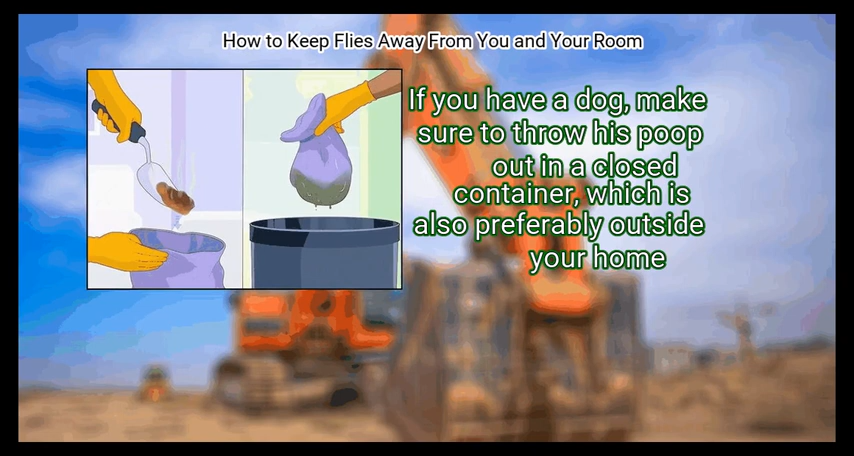 How to Keep Flies Away From You and Your Room
If you have a dog, make
sure to throw his poop
out in a closed
container, which is
also preferably outside
your home